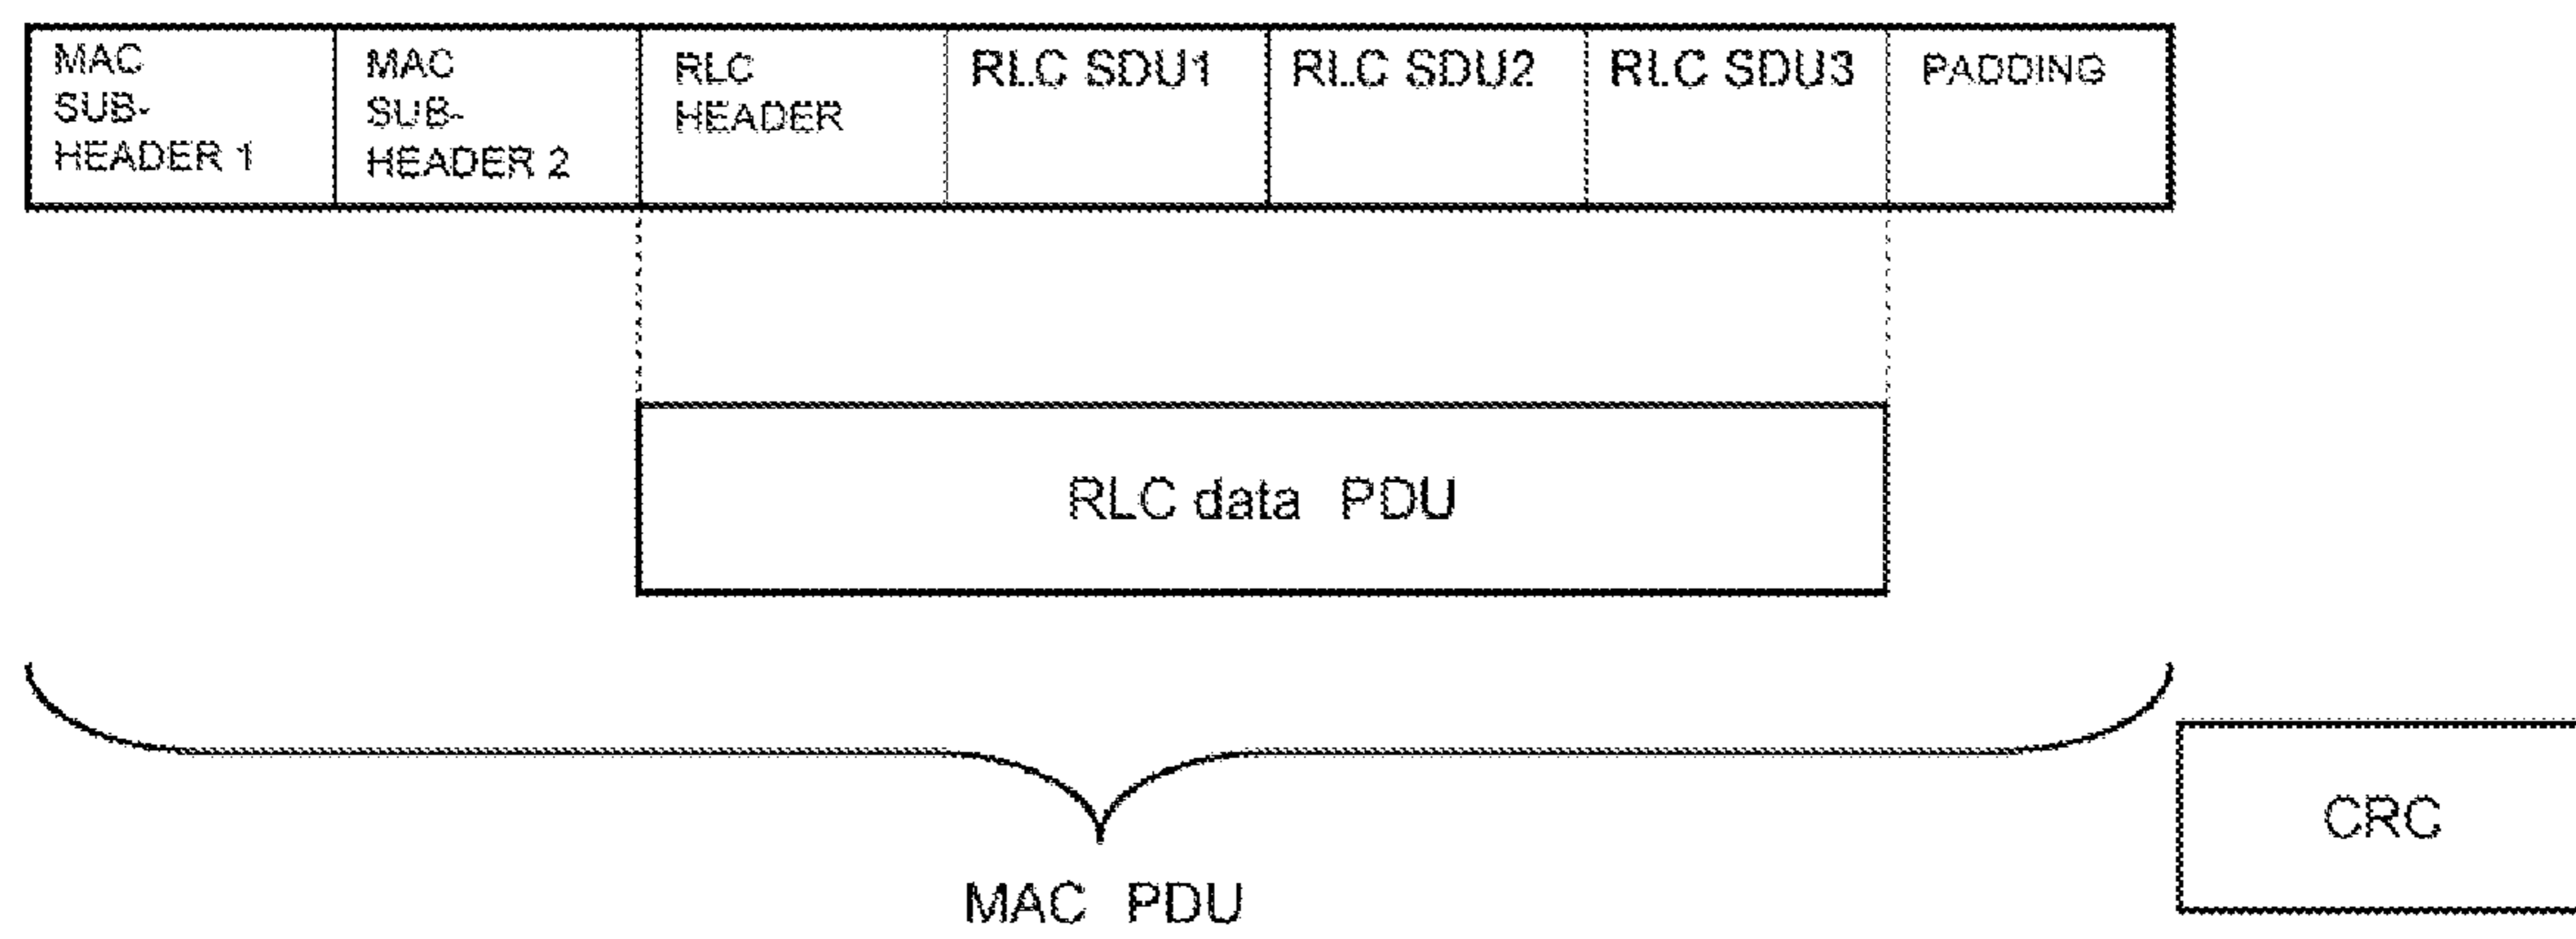 MAC
SUB-
HEADER 1
MAC
SUB-
HEADER 2
RLC
HEADER
RLC SDU1
RLC SDU2
RLC SDU3
PADDING
RLC data PDU
MAC PDU
CRC